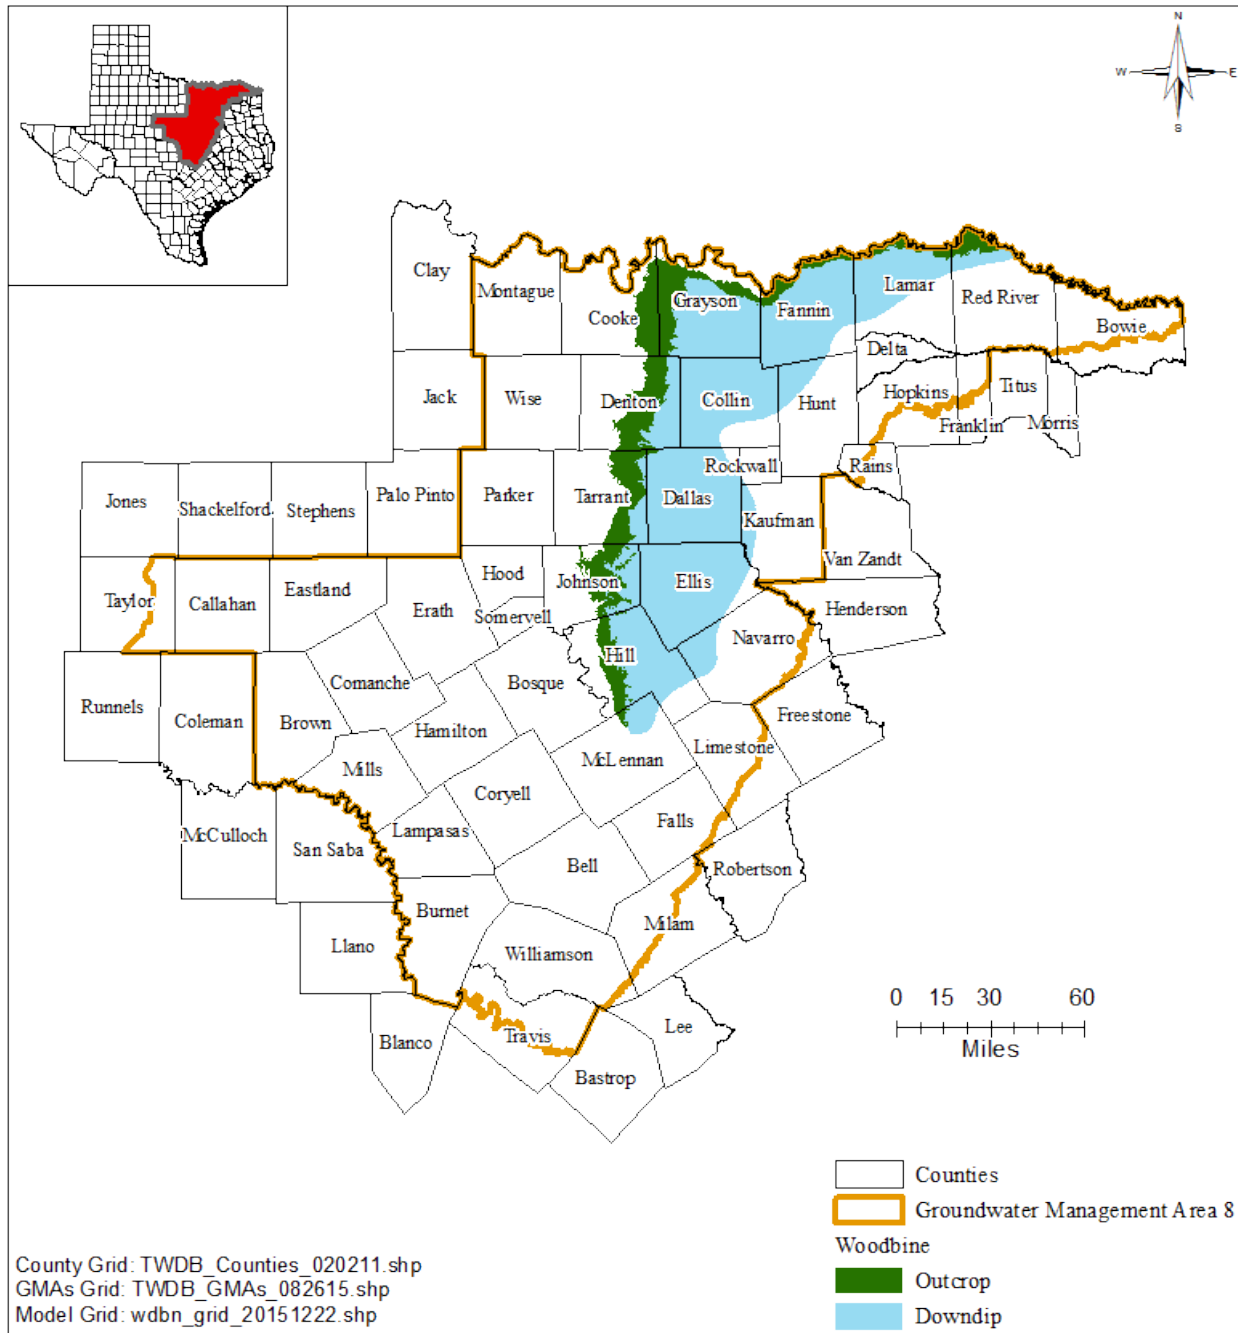 N
W E
S
Clay
Montague
Cooke
Grayson
Fannin
Lamar
Red River
Bowie
Delta
Jack
Wise
Denton
Collin
Hunt
Hopkins
Titus
Franklin
Morris
Rockwall
Rains
Jones
Shackelford
Stephens
Palo Pinto
Parker
Tarrant
Dallas
Kaufman
Van Zandt
Taylor
Callahan
Eastland
Erath
Hood
Somervell
Johnson
Ellis
Henderson
Navarro
Hill
Runnels
Coleman
Brown
Comanche
Bosque
Hamilton
Freestone
Limestone
McLennan
Mills
Coryell
McCulloch
San Saba
Lampasas
Falls
Bell
Robertson
Burnet
Milam
Llano
Williamson
Blanco
Travis
Lee
Bastrop
0 15 30 60
Miles
Counties
Groundwater Management Area 8
Woodbine
Outcrop
Downdip
County Grid: TWDB_Counties_020211.shp
GMAs Grid: TWDB_GMAs_082615.shp
Model Grid: wdbn_grid_20151222.shp